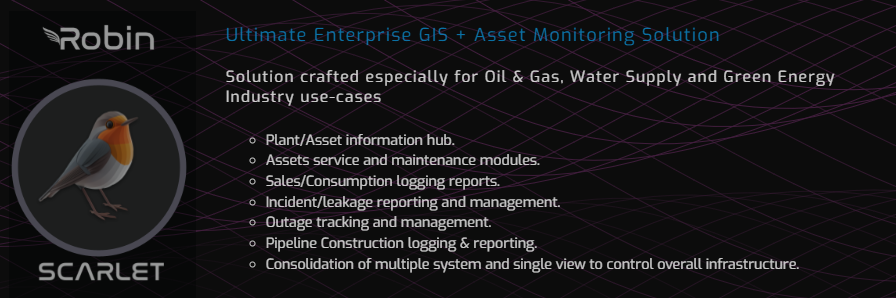 Robin
SCARLET
Ultimate Enterprise GIS + Asset Monitoring Solution
Solution crafted especially for Oil & Gas, Water Supply and Green Energy
Industry use-cases
Plant/Asset information hub.
Assets service and maintenance modules.
Sales/Consumption logging reports.
Incident/leakage reporting and management.
Outage tracking and management.
Pipeline Construction logging & reporting.
Consolidation of multiple system and single view to control overall infrastructure.